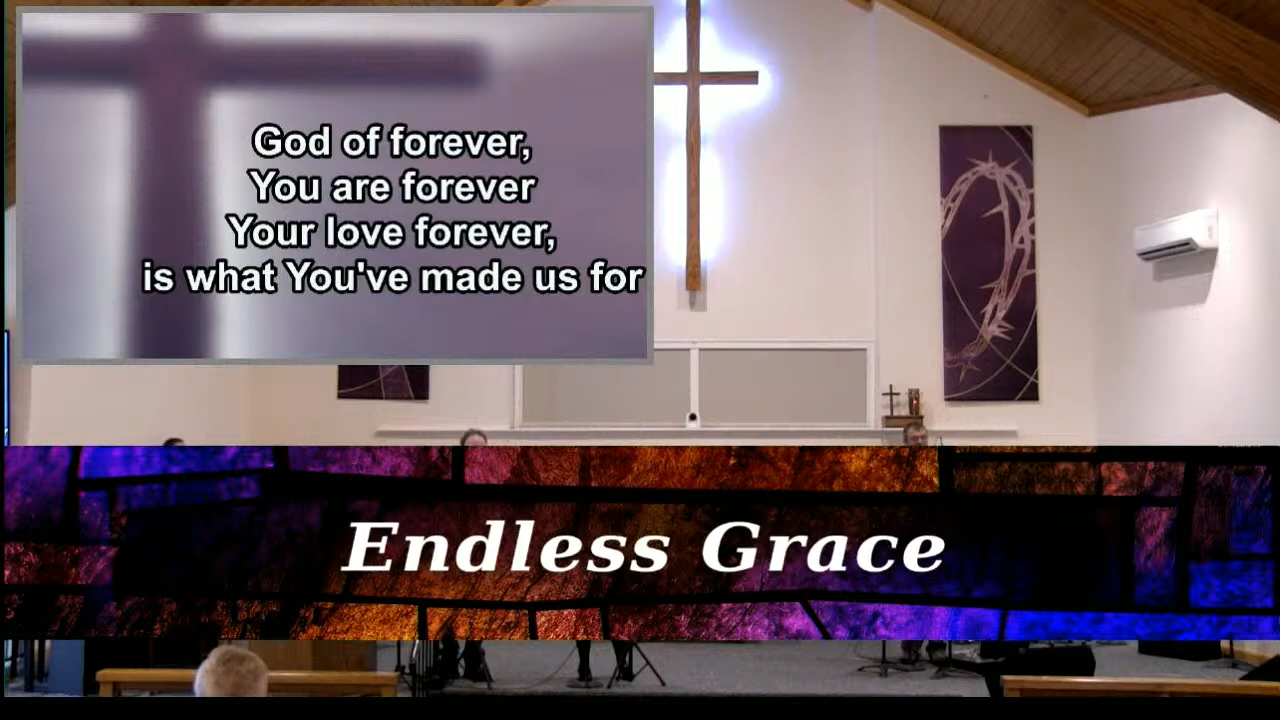 God of forever,
You are forever
Your love forever,
is what You've made us for
Endless Grace